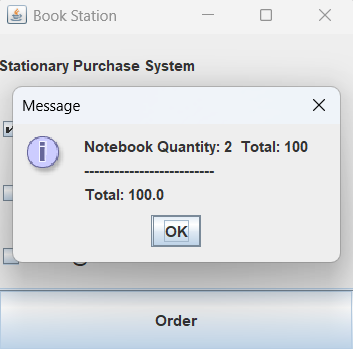 Book Station
Stationary Purchase System
Message
Notebook Quantity: 2 Total: 100
--------------------------
Total: 100.0
OK
Order